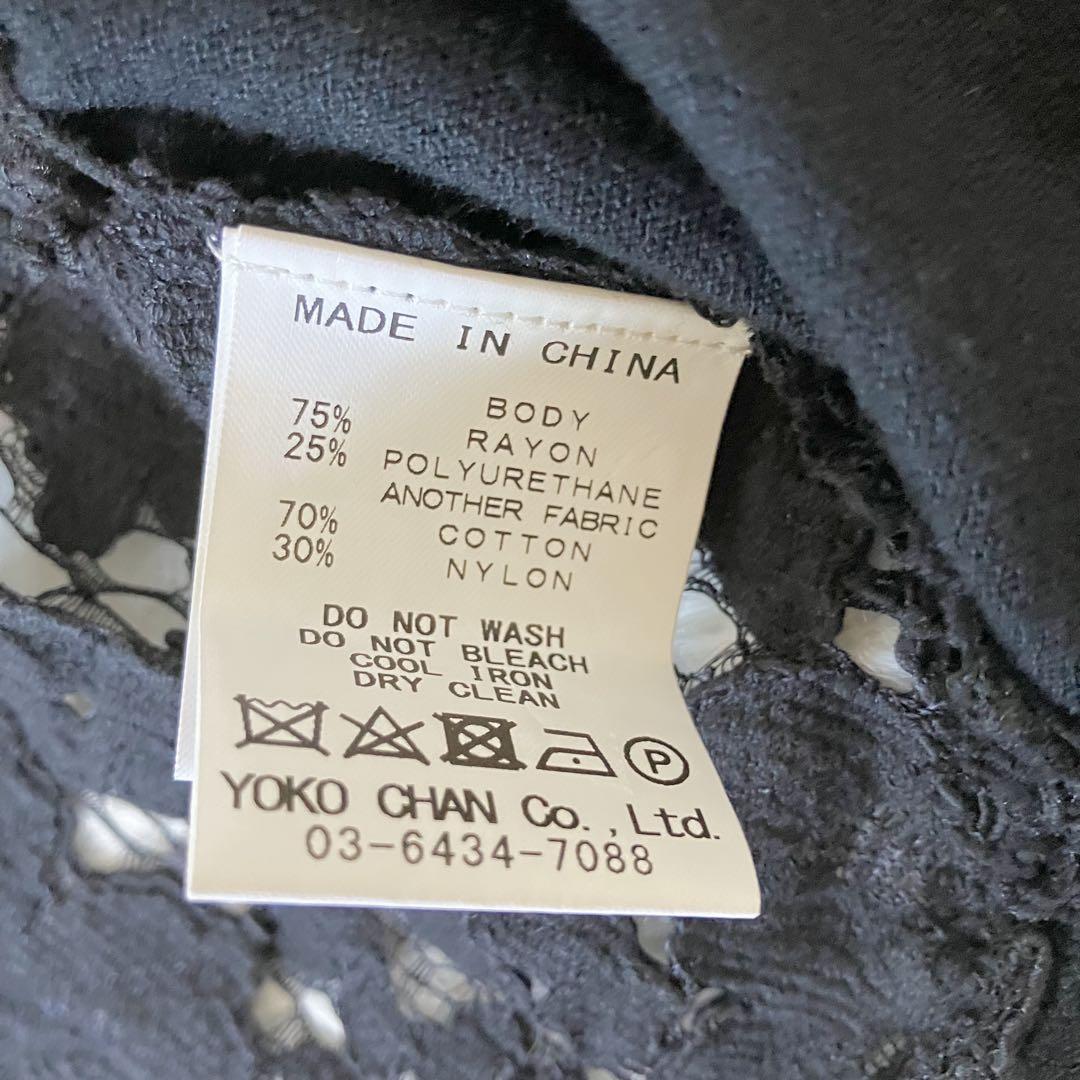 MADE IN CHINA
BODY
75% RAYON
25% POLYURETHANE
ANOTHER FABRIC
70% COTTON
30% NYLON
DO NOT WASH
DO NOT BLEACH
COOL IRON
DRY CLEAN
P
YOKO CHAN Co.,Ltd.
03-6434-7088